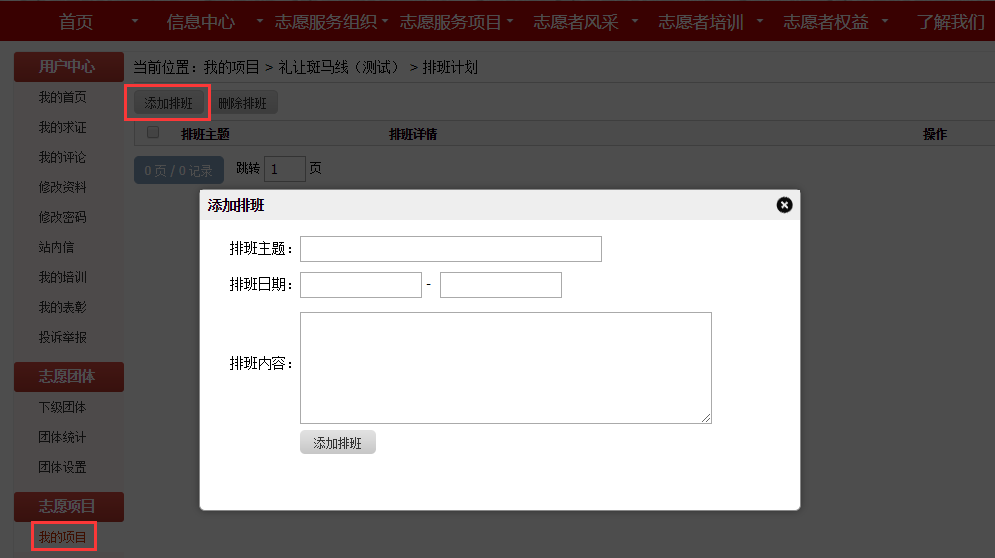 首页 信息中心 志愿服务组织 志愿服务项目 志愿者风采 志愿者培训 志愿者权益 了解我们
用户中心
我的首页
我的求证
我的评论
修改资料
修改密码
站内信
我的培训
我的表彰
投诉举报
志愿团体
下级团体
团体统计
团体设置
志愿项目
我的项目
当前位置：我的项目 > 礼让斑马线（测试） > 排班计划
添加排班 删除排班
排班主题 排班详情 操作
0 页 / 0 记录 跳转 1 页
添加排班
排班主题：
排班日期： -
排班内容：
添加排班